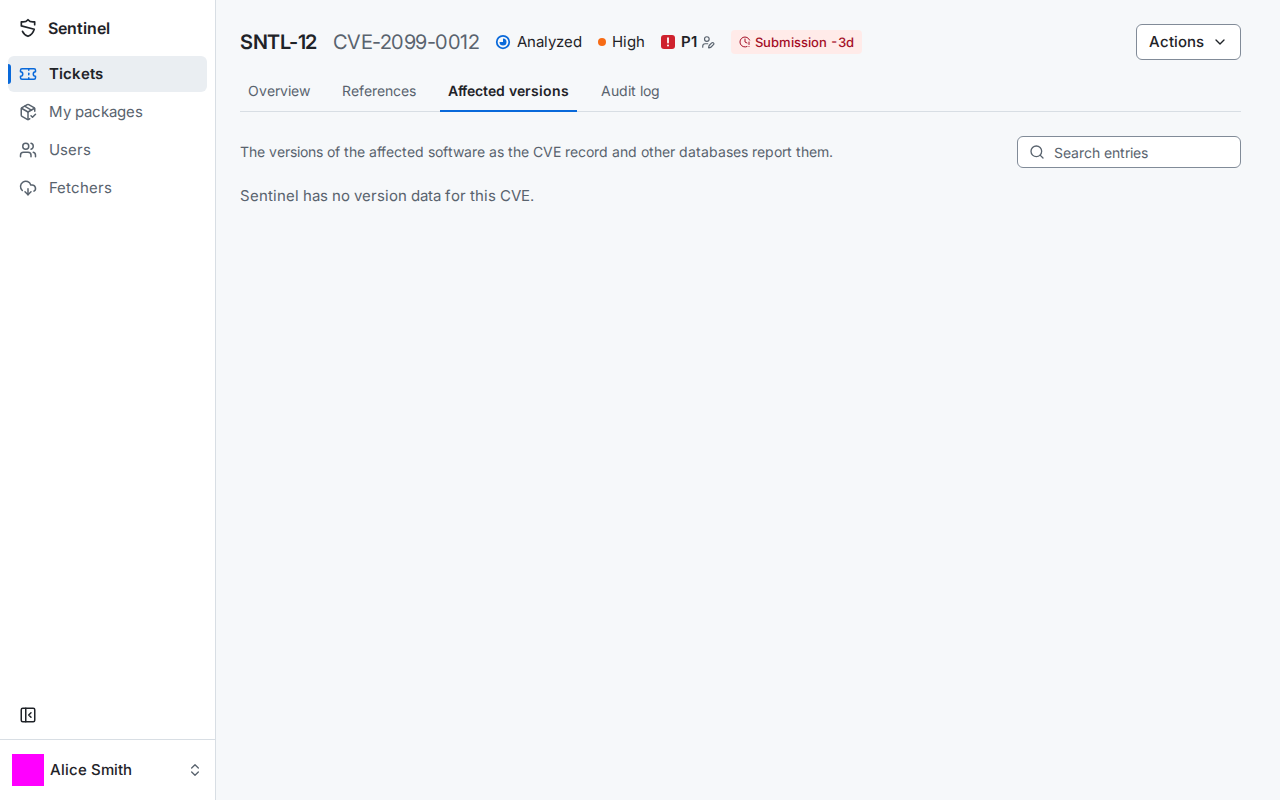 Sentinel
Tickets
My packages
Users
Fetchers
Alice Smith
SNTL-12 CVE-2099-0012 Analyzed High P1 Submission -3d
Actions
Overview References Affected versions Audit log
The versions of the affected software as the CVE record and other databases report them.
Search entries
Sentinel has no version data for this CVE.